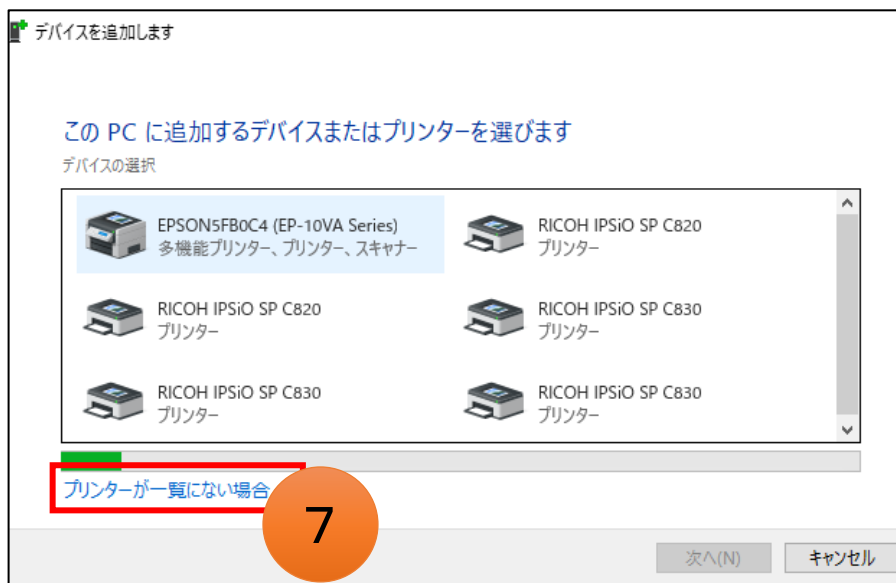 デバイスを追加します
この PC に追加するデバイスまたはプリンターを選びます
デバイスの選択
EPSON5FB0C4 (EP-10VA Series)
多機能プリンター、プリンター、スキャナー
RICOH IPSiO SP C820
プリンター
RICOH IPSiO SP C820
プリンター
RICOH IPSiO SP C830
プリンター
RICOH IPSiO SP C830
プリンター
RICOH IPSiO SP C830
プリンター
プリンターが一覧にない場合
7
次へ(N)
キャンセル